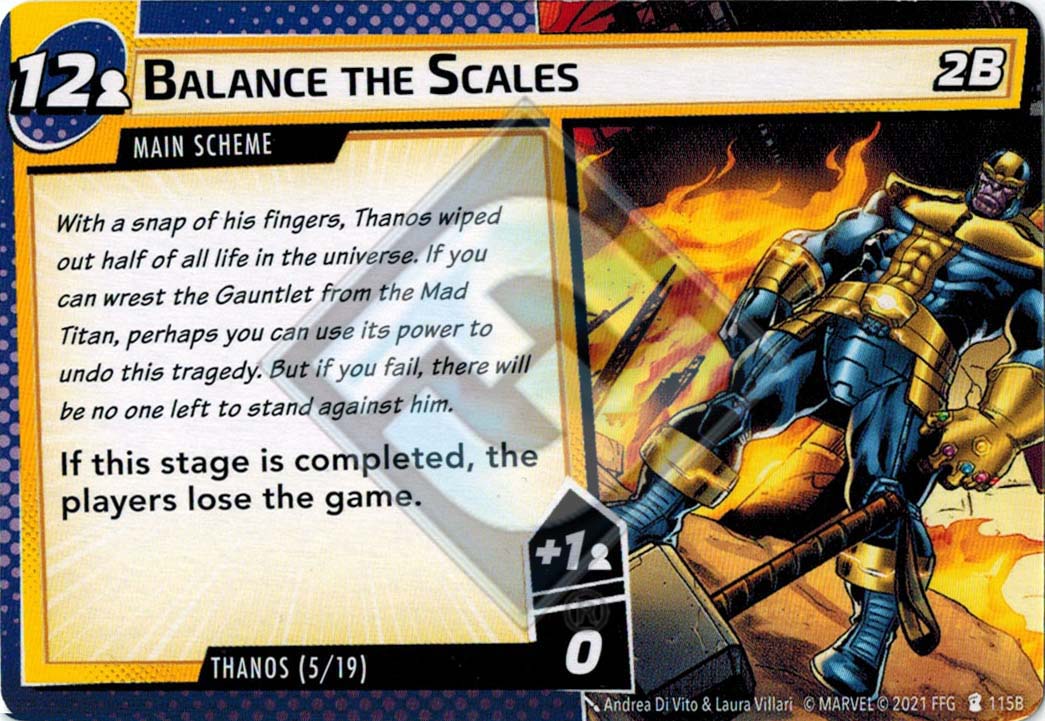 12
BALANCE THE SCALES
2B
MAIN SCHEME
With a snap of his fingers, Thanos wiped
out half of all life in the universe. If you
can wrest the Gauntlet from the Mad
Titan, perhaps you can use its power to
undo this tragedy. But if you fail, there will
be no one left to stand against him.
If this stage is completed, the
players lose the game.
+1
0
THANOS (5/19)
Andrea Di Vito & Laura Villari © MARVEL © 2021 FFG 115B